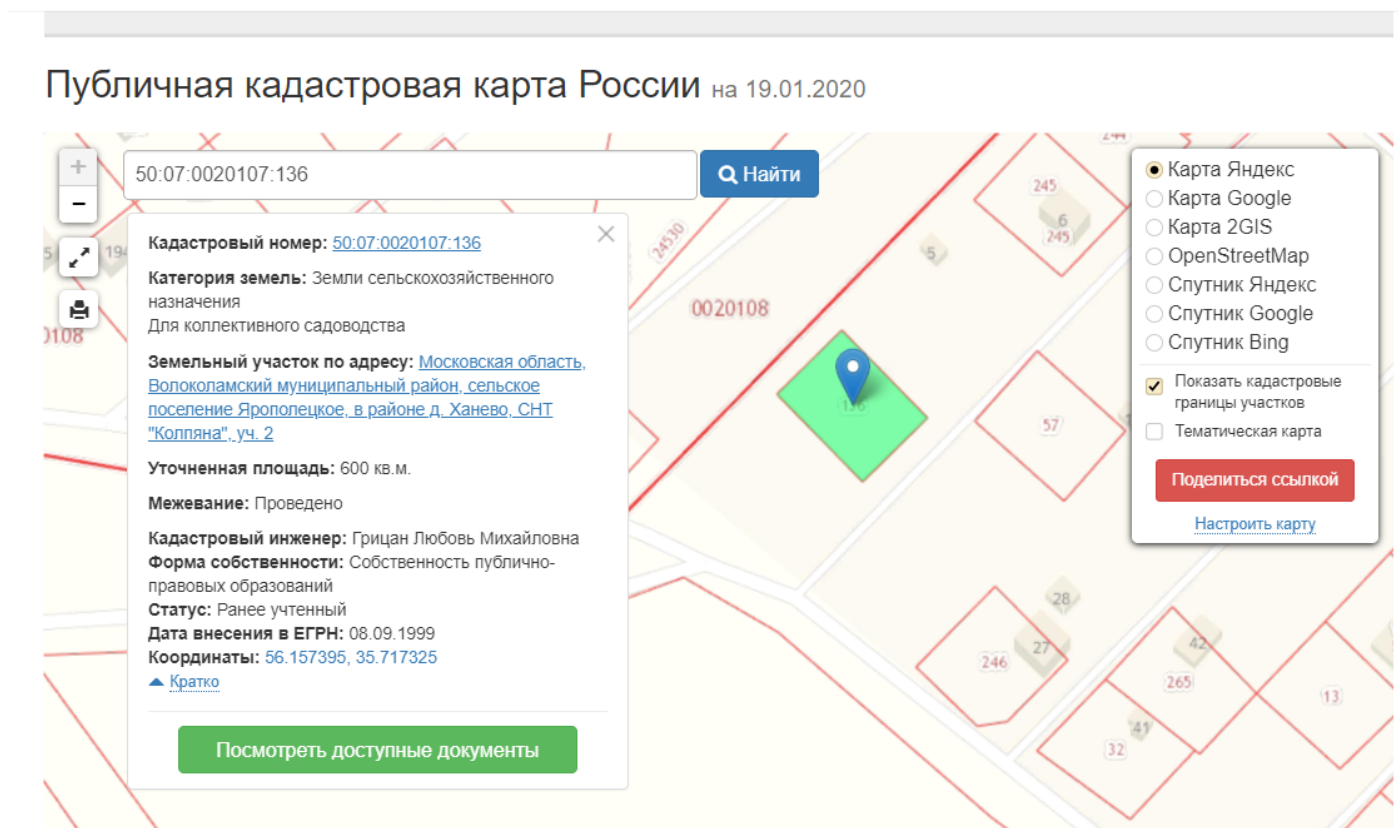 Публичная кадастровая карта России на 19.01.2020
+
50:07:0020107:136
Найти
−
Кадастровый номер: 50:07:0020107:136
Категория земель: Земли сельскохозяйственного
назначения
Для коллективного садоводства
Земельный участок по адресу: Московская область,
Волоколамский муниципальный район, сельское
поселение Ярополецкое, в районе д. Ханево, СНТ
"Колпяна", уч. 2
Уточненная площадь: 600 кв.м.
Межевание: Проведено
Кадастровый инженер: Грицан Любовь Михайловна
Форма собственности: Собственность публично-
правовых образований
Статус: Ранее учтенный
Дата внесения в ЕГРН: 08.09.1999
Координаты: 56.157395, 35.717325
Кратко
Посмотреть доступные документы
Карта Яндекс
Карта Google
Карта 2GIS
OpenStreetMap
Спутник Яндекс
Спутник Google
Спутник Bing
Показать кадастровые
границы участков
Тематическая карта
Поделиться ссылкой
Настроить карту
244
245
6
245
5
24530
0020108
136
57
28
27
246
42
265
13
41
32